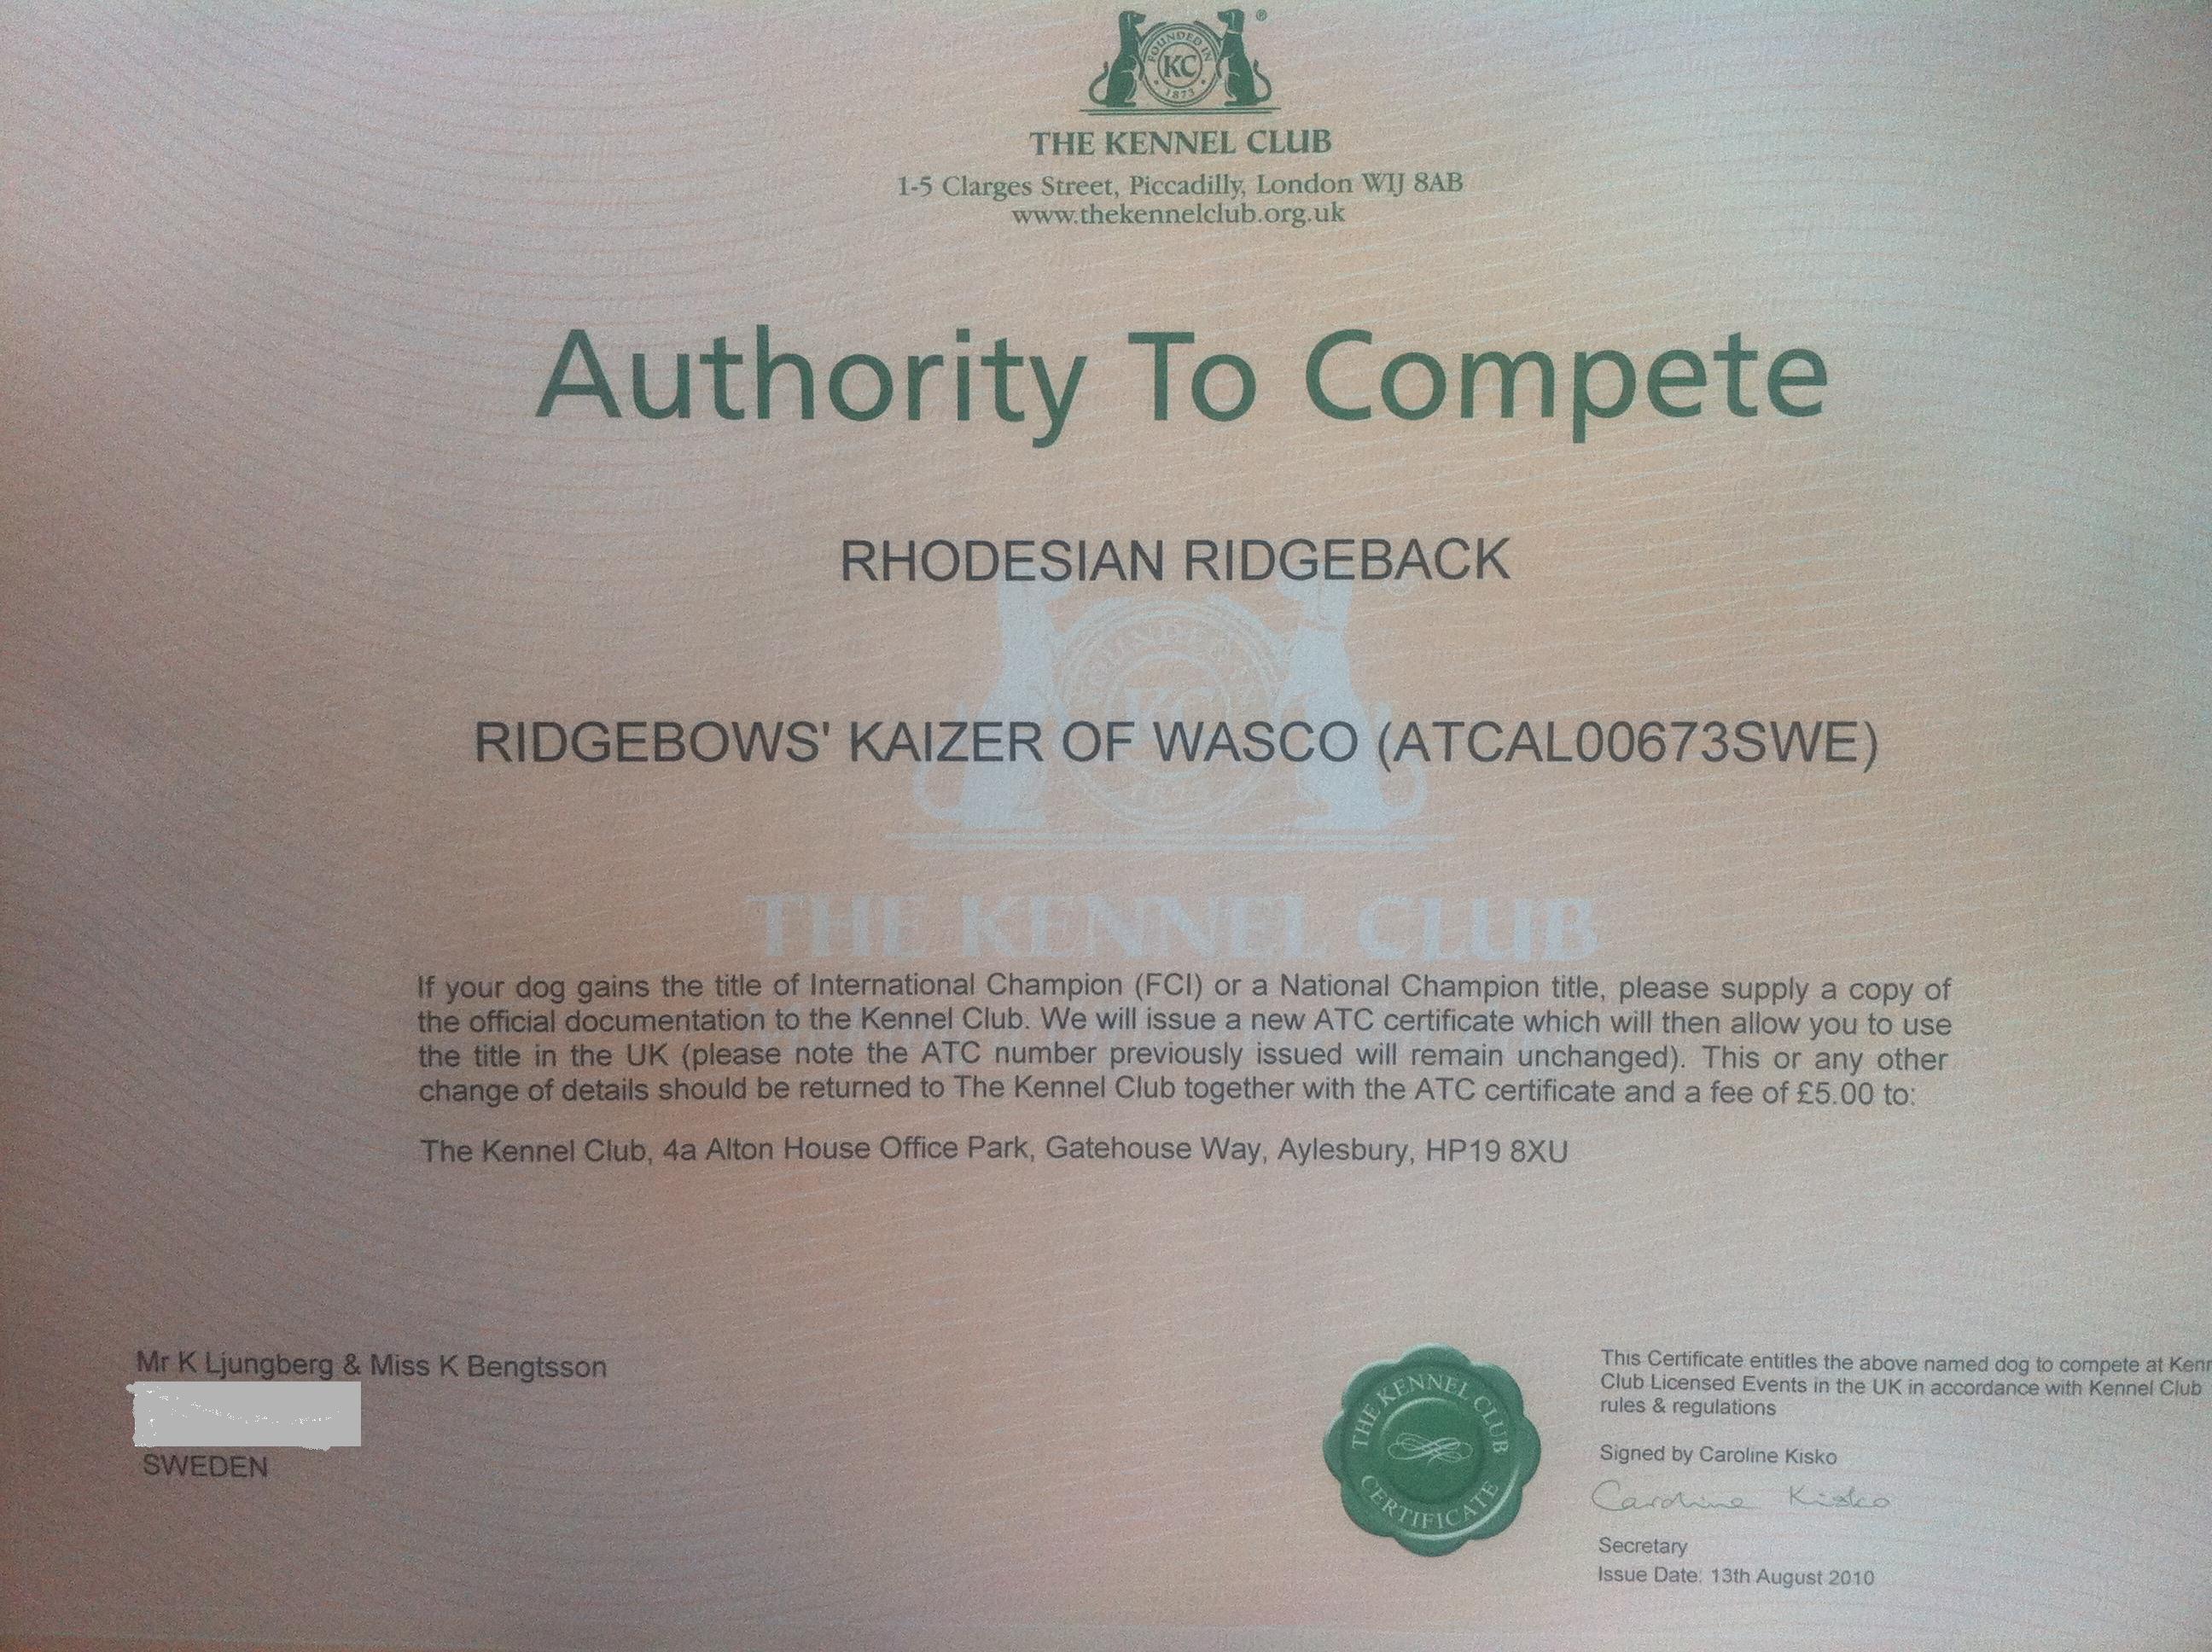 FOUNDED IN
KC
1873
®
THE KENNEL CLUB
1-5 Clarges Street, Piccadilly, London W1J 8AB
www.thekennelclub.org.uk
Authority To Compete
RHODESIAN RIDGEBACK
RIDGEBOWS' KAIZER OF WASCO (ATCAL00673SWE)
KC
THE KENNEL CLUB
If your dog gains the title of International Champion (FCI) or a National Champion title, please supply a copy of
the official documentation to the Kennel Club. We will issue a new ATC certificate which will then allow you to use
the title in the UK (please note the ATC number previously issued will remain unchanged). This or any other
change of details should be returned to The Kennel Club together with the ATC certificate and a fee of £5.00 to:
The Kennel Club, 4a Alton House Office Park, Gatehouse Way, Aylesbury, HP19 8XU
Mr K Ljungberg & Miss K Bengtsson
SWEDEN
THE KENNEL CLUB
CERTIFICATE
This Certificate entitles the above named dog to compete at Kenn
Club Licensed Events in the UK in accordance with Kennel Club
rules & regulations
Signed by Caroline Kisko
Caroline Kisko
Secretary
Issue Date: 13th August 2010